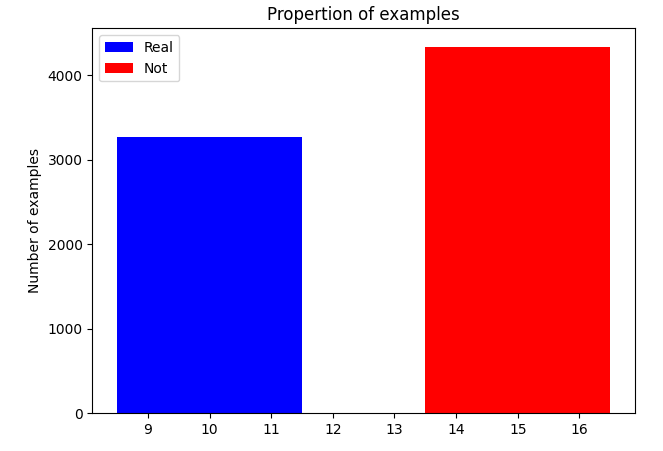 Propertion of examples
Real
Not
Number of examples
4000
3000
2000
1000
0
9 10 11 12 13 14 15 16